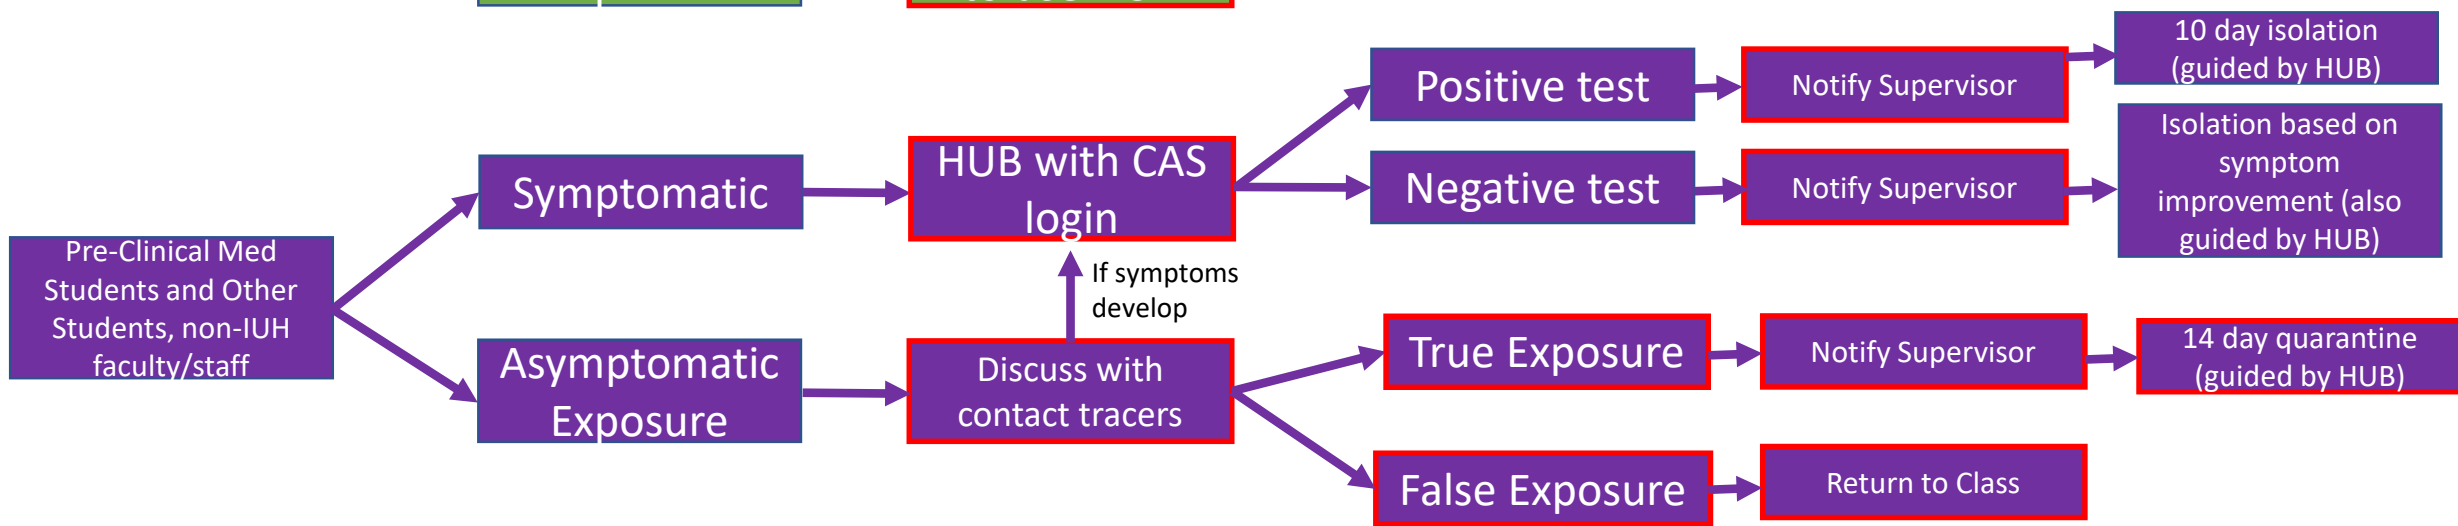 Pre-Clinical Med
Students and Other
Students, non-IUH
faculty/staff
Symptomatic
HUB with CAS
login
Positive test
Notify Supervisor
10 day isolation
(guided by HUB)
Negative test
Notify Supervisor
Isolation based on
symptom
improvement (also
guided by HUB)
If symptoms
develop
Asymptomatic
Exposure
Discuss with
contact tracers
True Exposure
Notify Supervisor
14 day quarantine
(guided by HUB)
False Exposure
Return to Class